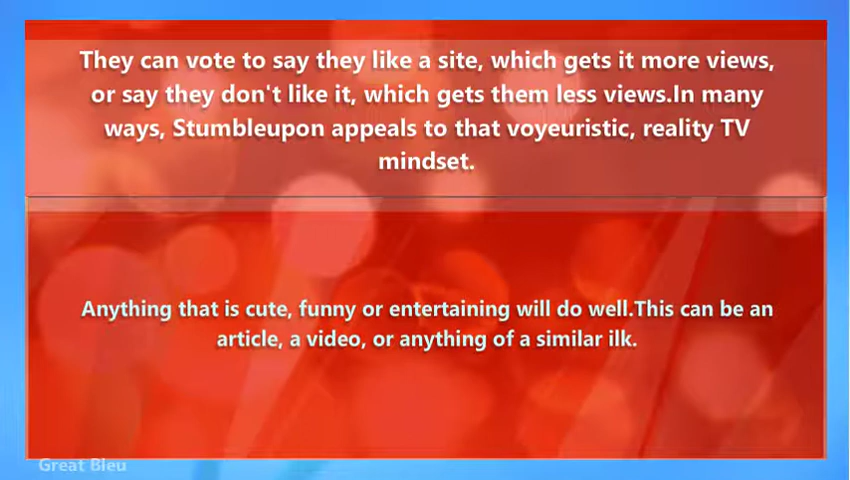 They can vote to say they like a site, which gets it more views,
or say they don't like it, which gets them less views.In many
ways, Stumbleupon appeals to that voyeuristic, reality TV
mindset.
Anything that is cute, funny or entertaining will do well.This can be an
article, a video, or anything of a similar ilk.
Great Bleu